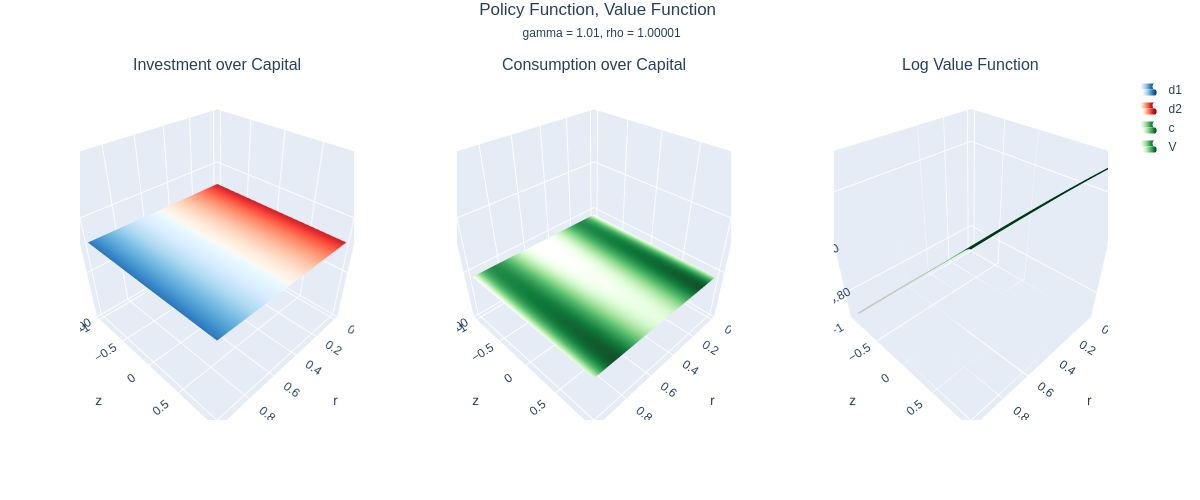 Policy Function, Value Function
gamma = 1.01, rho = 1.00001
Investment over Capital
Consumption over Capital
Log Value Function
d1
d2
c
V
−0.5
0
0.5
z
0
0.2
0.4
0.6
0.8
r
−0.5
0
0.5
z
0
0.2
0.4
0.6
0.8
r
−1
−0.5
0
0.5
z
0
0.2
0.4
0.6
0.8
r